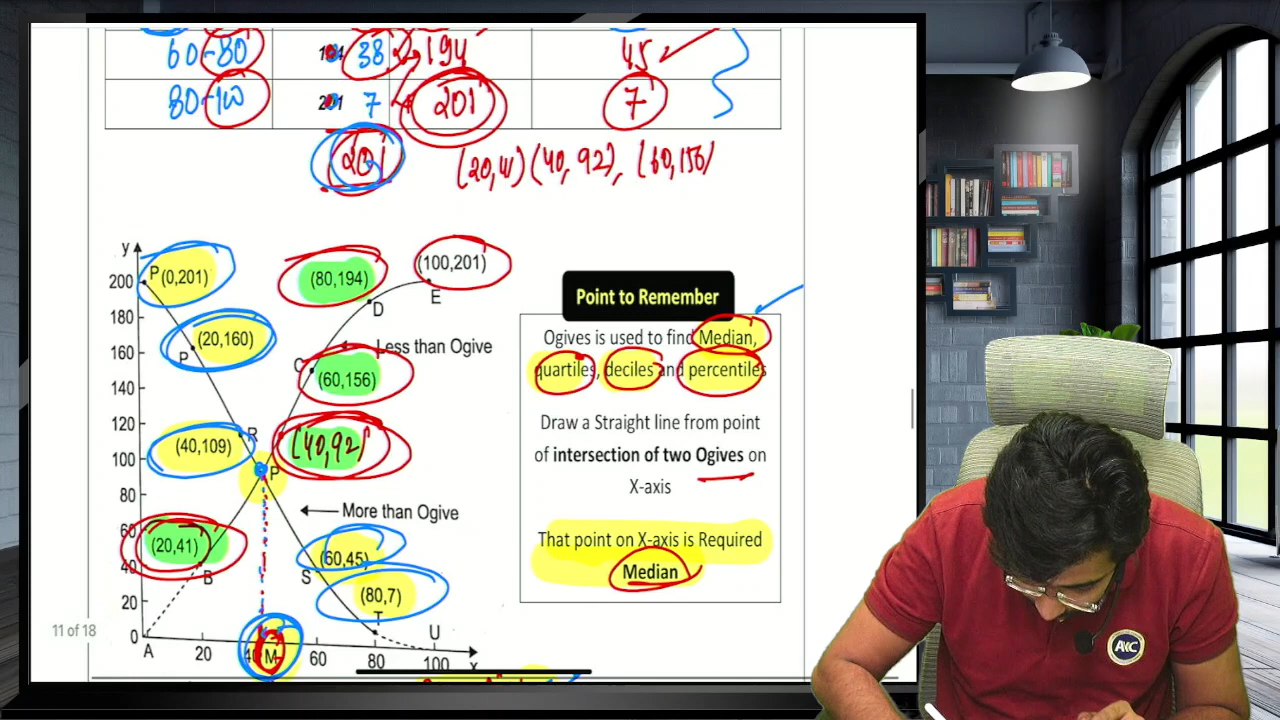 60-80 38 194 45
80-100 7 201 7
201 (20,41) (40, 92), (60,156)
y
200 P (0,201) (80,194) (100,201)
E
D
180
(20,160) Less than Ogive
P
160
C (60,156)
140
120
R
(40,109) (40,92)
100
P
80
More than Ogive
60
(20,41) (60,45)
40 B S
(80,7)
20
T
0 U
A 20 40 M 60 80 100 x
Point to Remember
Ogives is used to find Median,
quartiles, deciles and percentiles
Draw a Straight line from point
of intersection of two Ogives on
X-axis
That point on X-axis is Required
Median
11 of 18
AKC